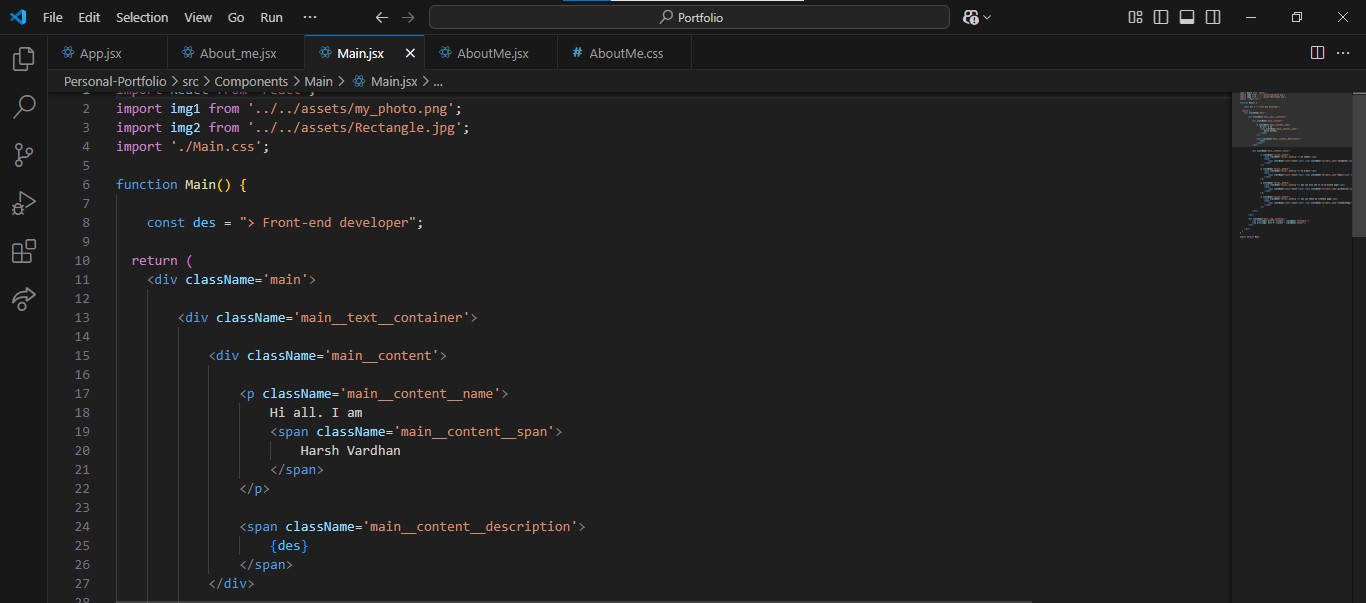 File Edit Selection View Go Run ··· ← → Portfolio
App.jsx About_me.jsx Main.jsx × AboutMe.jsx # AboutMe.css ···
Personal-Portfolio > src > Components > Main > Main.jsx > ...
1 import React from 'react';
2 import img1 from '../../assets/my_photo.png';
3 import img2 from '../../assets/Rectangle.jpg';
4 import './Main.css';
5
6 function Main() {
7
8 const des = "> Front-end developer";
9
10 return (
11 <div className='main'>
12
13 <div className='main__text__container'>
14
15 <div className='main__content'>
16
17 <p className='main__content__name'>
18 Hi all. I am
19 <span className='main__content__span'>
20 Harsh Vardhan
21 </span>
22 </p>
23
24 <span className='main__content__description'>
25 {des}
26 </span>
27 </div>
28